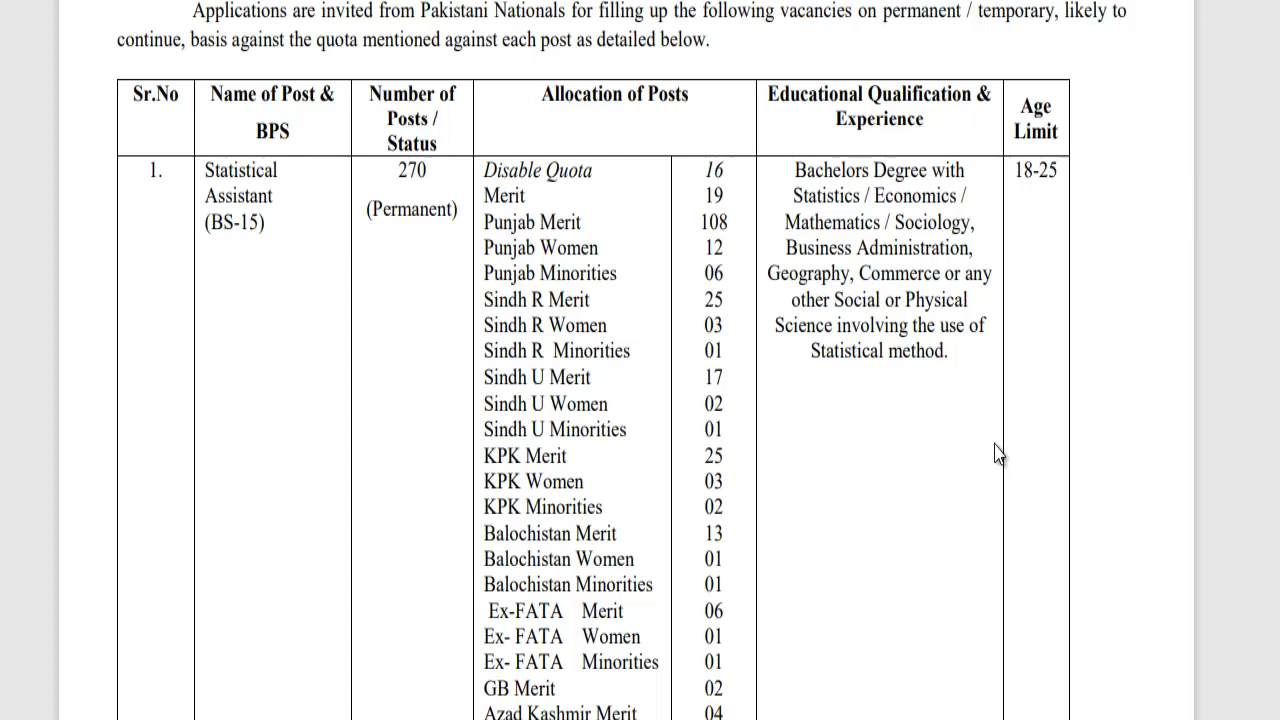 Applications are invited from Pakistani Nationals for filling up the following vacancies on permanent / temporary, likely to
continue, basis against the quota mentioned against each post as detailed below.
Sr.No
Name of Post &
BPS
Number of
Posts /
Status
Allocation of Posts
Educational Qualification &
Experience
Age
Limit
1.
Statistical
Assistant
(BS-15)
270
(Permanent)
Disable Quota 16
Merit 19
Punjab Merit 108
Punjab Women 12
Punjab Minorities 06
Sindh R Merit 25
Sindh R Women 03
Sindh R Minorities 01
Sindh U Merit 17
Sindh U Women 02
Sindh U Minorities 01
KPK Merit 25
KPK Women 03
KPK Minorities 02
Balochistan Merit 13
Balochistan Women 01
Balochistan Minorities 01
Ex-FATA Merit 06
Ex- FATA Women 01
Ex- FATA Minorities 01
GB Merit 02
Azad Kashmir Merit 04
Bachelors Degree with
Statistics / Economics /
Mathematics / Sociology,
Business Administration,
Geography, Commerce or any
other Social or Physical
Science involving the use of
Statistical method.
18-25